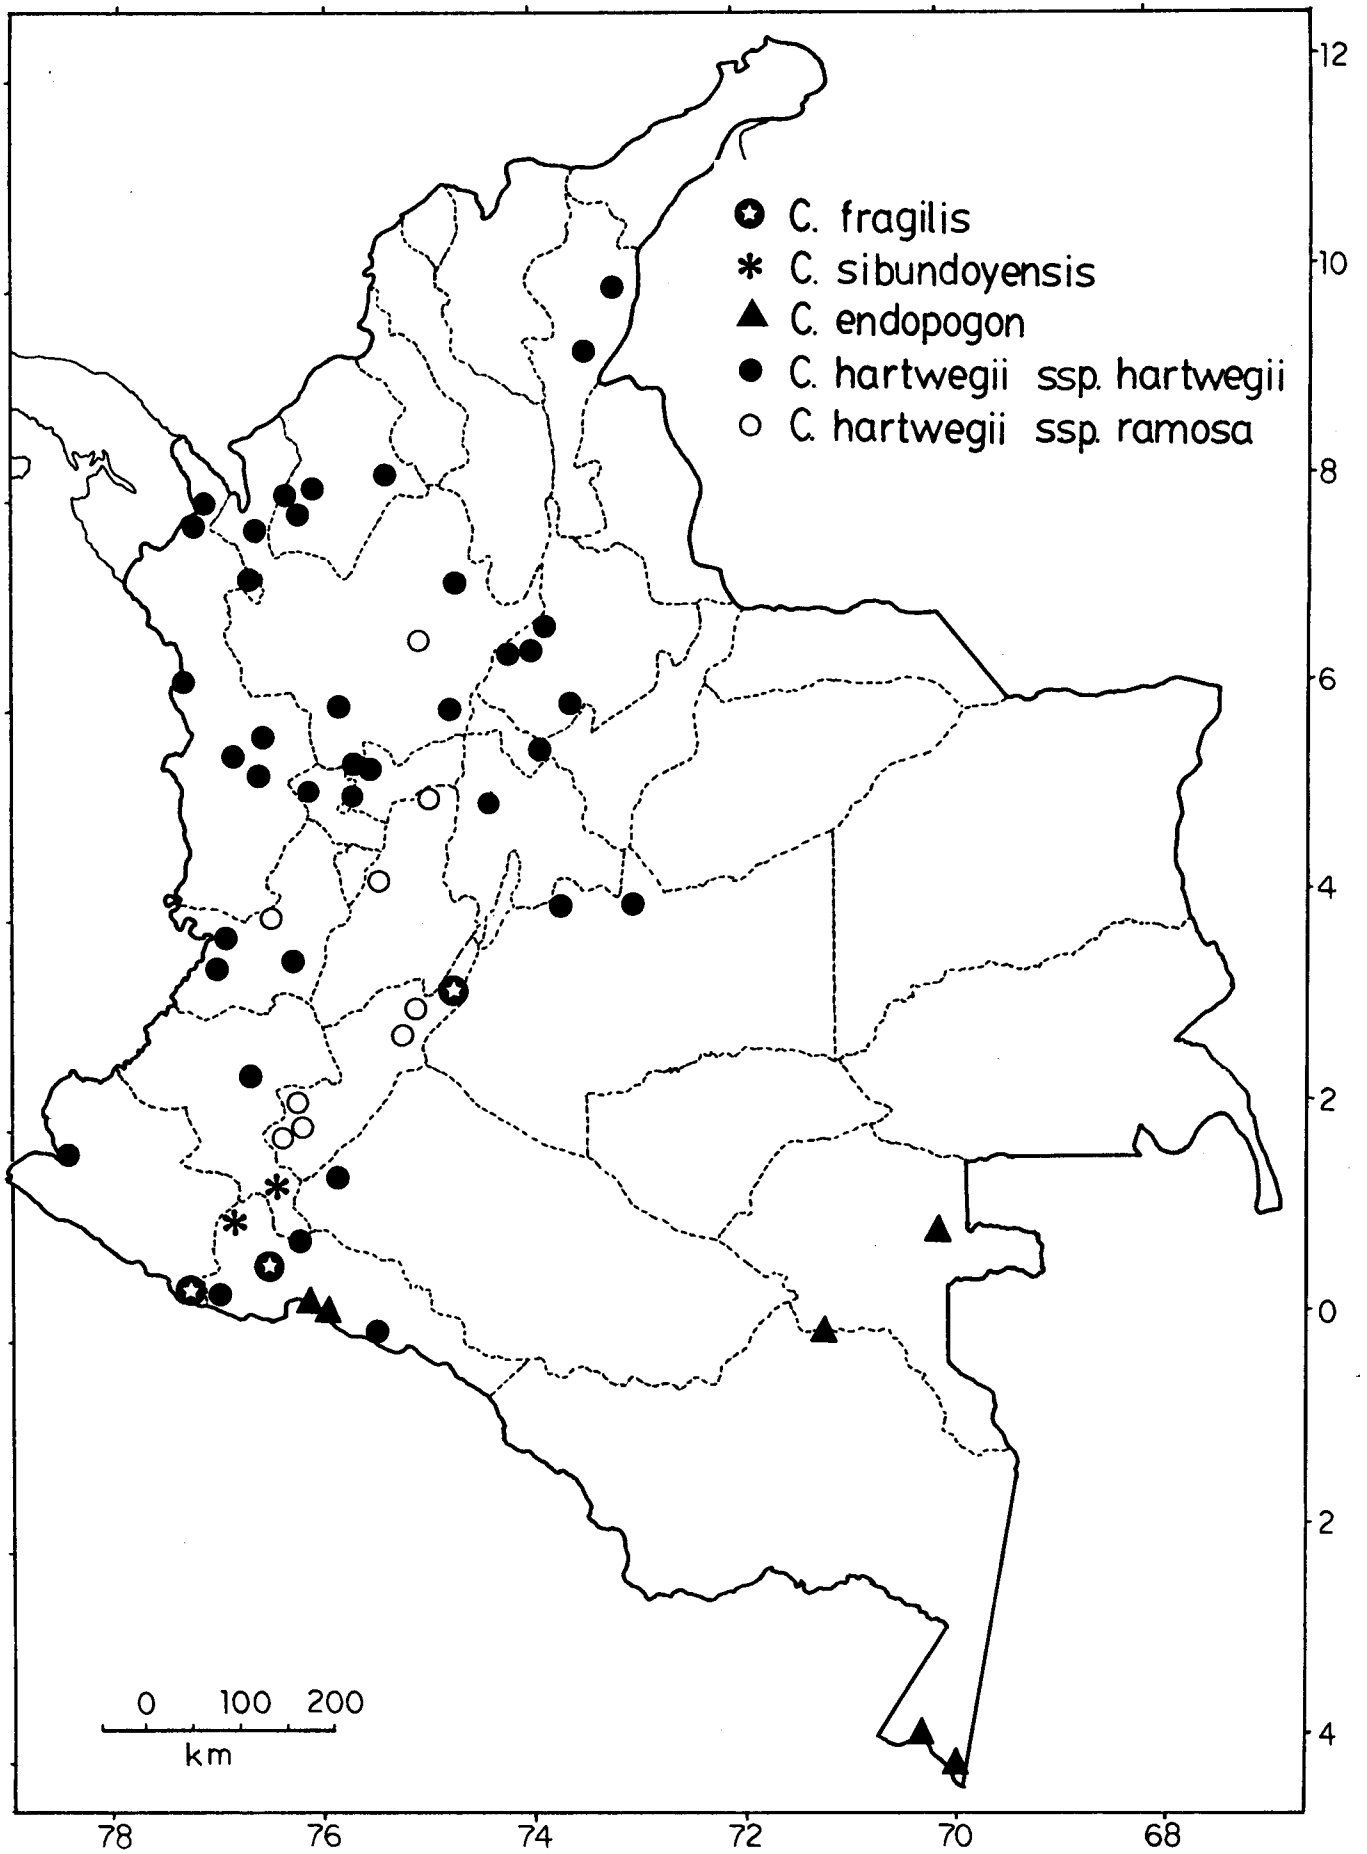 C. fragilis
C. sibundoyensis
C. endopogon
C. hartwegii ssp. hartwegii
C. hartwegii ssp. ramosa
12
10
8
6
4
2
0
2
4
0 100 200
km
78 76 74 72 70 68